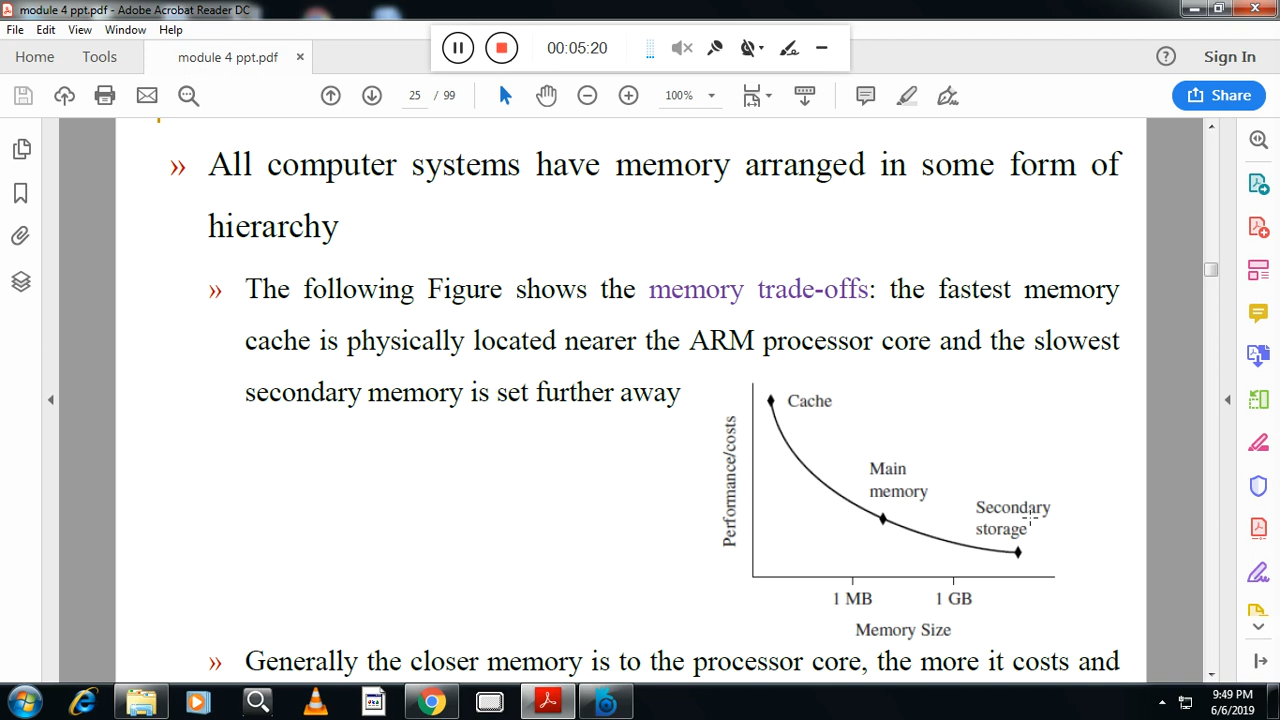 module 4 ppt.pdf - Adobe Acrobat Reader DC
File Edit View Window Help
Home Tools module 4 ppt.pdf × 00:05:20 Sign In
25 / 99 100% Share
» All computer systems have memory arranged in some form of
hierarchy
» The following Figure shows the memory trade-offs: the fastest memory
cache is physically located nearer the ARM processor core and the slowest
secondary memory is set further away
Performance/costs
Cache
Main
memory
Secondary
storage
1 MB 1 GB
Memory Size
» Generally the closer memory is to the processor core, the more it costs and
9:49 PM
6/6/2019